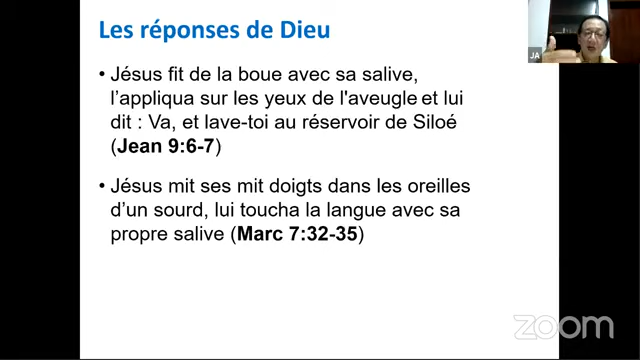 Les réponses de Dieu
• Jésus fit de la boue avec sa salive,
l’appliqua sur les yeux de l'aveugle et lui
dit : Va, et lave-toi au réservoir de Siloé
(Jean 9:6-7)
• Jésus mit ses mit doigts dans les oreilles
d’un sourd, lui toucha la langue avec sa
propre salive (Marc 7:32-35)
JA
zoom